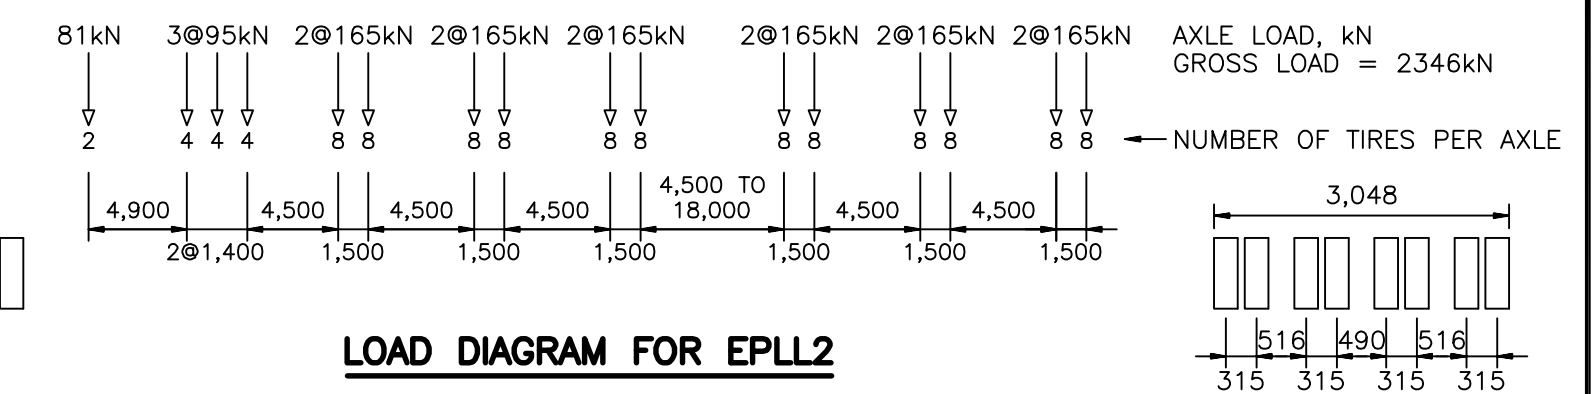 81kN 3@95kN 2@165kN 2@165kN 2@165kN 2@165kN 2@165kN 2@165kN AXLE LOAD, kN
GROSS LOAD = 2346kN
2 4 4 4 8 8 8 8 8 8 8 8 8 8 8 8 NUMBER OF TIRES PER AXLE
4,500 TO
4,900 4,500 4,500 4,500 18,000 4,500 4,500
2@1,400 1,500 1,500 1,500 1,500 1,500 1,500
3,048
516 490 516
315 315 315 315
LOAD DIAGRAM FOR EPLL2